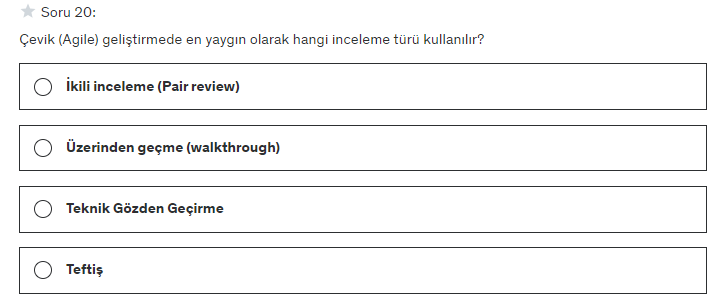 Soru 20:
Çevik (Agile) geliştirmede en yaygın olarak hangi inceleme türü kullanılır?
İkili inceleme (Pair review)
Üzerinden geçme (walkthrough)
Teknik Gözden Geçirme
Teftiş